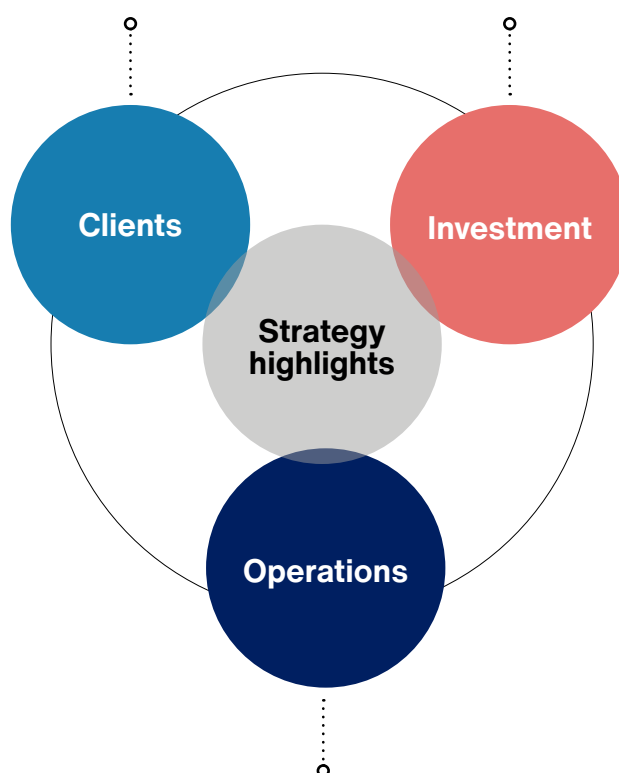 Clients
Investment
Strategy
highlights
Operations